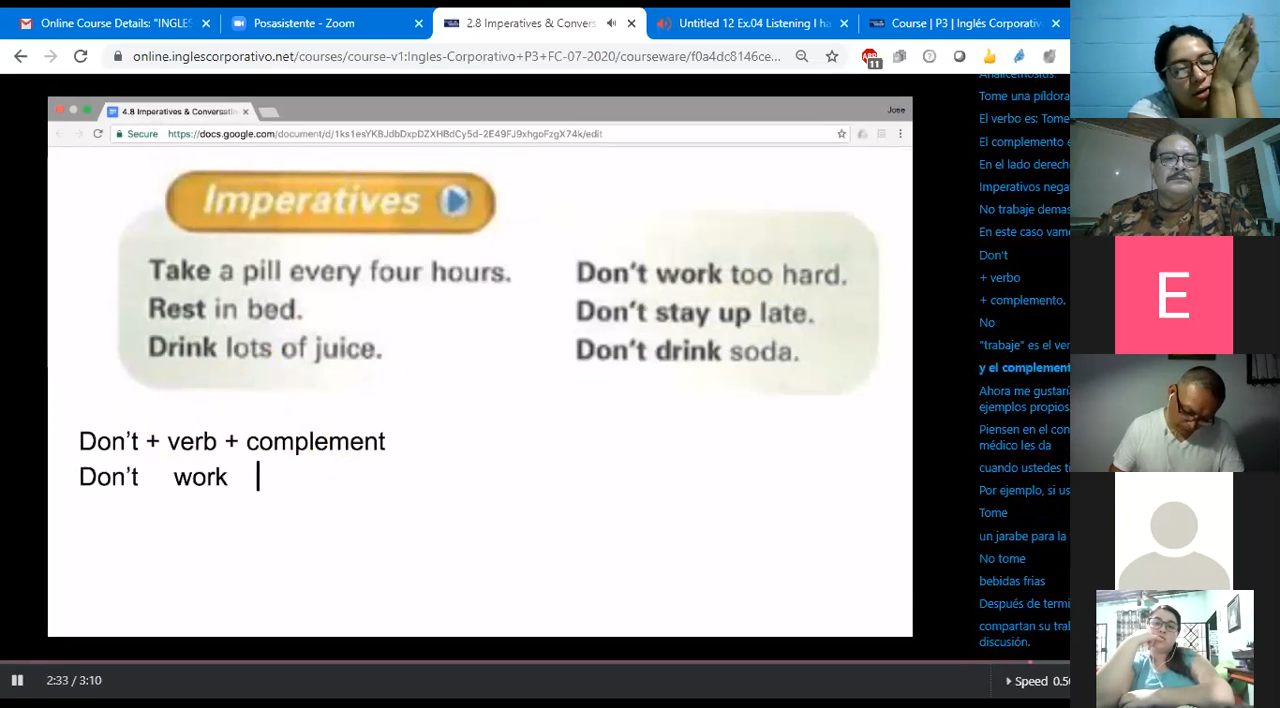 Online Course Details: "INGLES
Posasistente - Zoom
2.8 Imperatives & Convers
Untitled 12 Ex.04 Listening I ha
Course | P3 | Inglés Corporativ
online.inglescorporativo.net/courses/course-v1:Ingles-Corporativo+P3+FC-07-2020/courseware/f0a4dc8146ce...
ABP
11
4.8 Imperatives & Conversati
Jose
Secure
https://docs.google.com/document/d/1ks1esYKBJdbDxpDZXHBdCy5d-2E49FJ9xhgoFzgX74k/edit
Imperatives
Take a pill every four hours.
Rest in bed.
Drink lots of juice.
Don't work too hard.
Don't stay up late.
Don't drink soda.
Don't + verb + complement
Don't work
Analicémoslos
Tome una píldora
El verbo es: Tome
El complemento e
En el lado derech
Imperativos nega
No trabaje demas
En este caso vam
Don't
+ verbo
+ complemento.
No
"trabaje" es el ver
y el complement
Ahora me gustarí
ejemplos propios
Piensen en el con
médico les da
cuando ustedes t
Por ejemplo, si us
Tome
un jarabe para la
No tome
bebidas frias
Después de termi
compartan su tra
discusión.
E
2:33 / 3:10
Speed 0.50